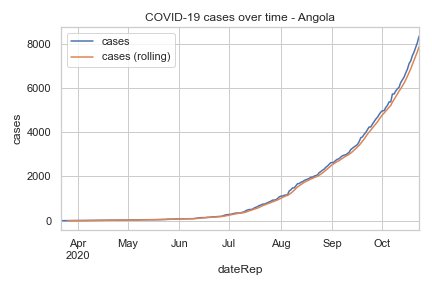 COVID-19 cases over time - Angola
cases
cases (rolling)
8000
6000
4000
2000
0
cases
Apr
2020
May
Jun
Jul
Aug
Sep
Oct
dateRep